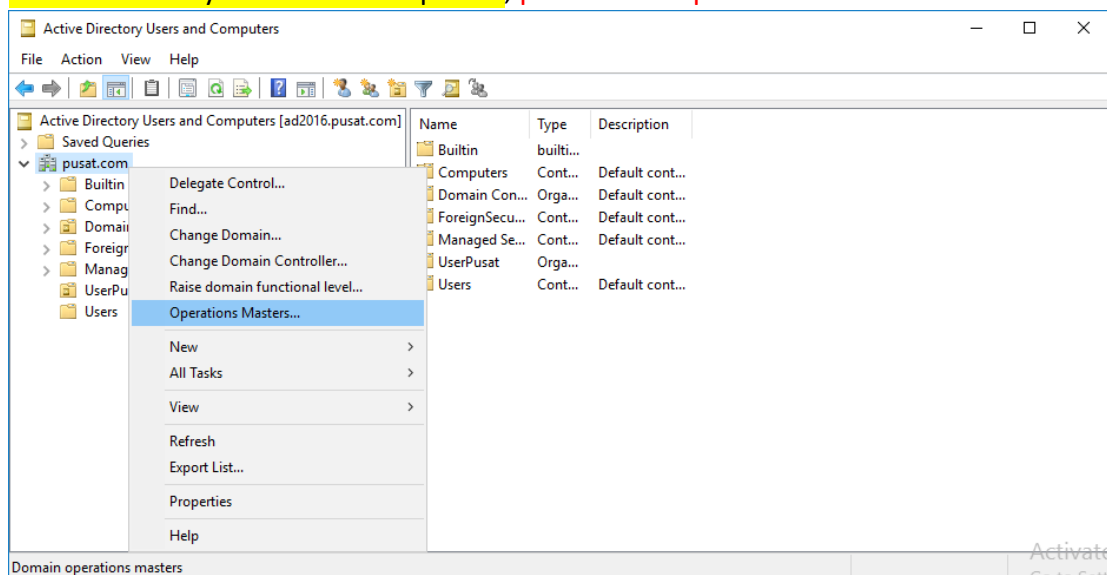 Active Directory Users and Computers
File Action View Help
Active Directory Users and Computers [ad2016.pusat.com]
Saved Queries
pusat.com
Builtin
Compu
Domai
Foreigr
Manag
UserPu
Users
Delegate Control...
Find...
Change Domain...
Change Domain Controller...
Raise domain functional level...
Operations Masters...
New
All Tasks
View
Refresh
Export List...
Properties
Help
Name Type Description
Builtin builti...
Computers Cont... Default cont...
Domain Con... Orga... Default cont...
ForeignSecu... Cont... Default cont...
Managed Se... Cont... Default cont...
UserPusat Orga...
Users Cont... Default cont...
Domain operations masters
Activate